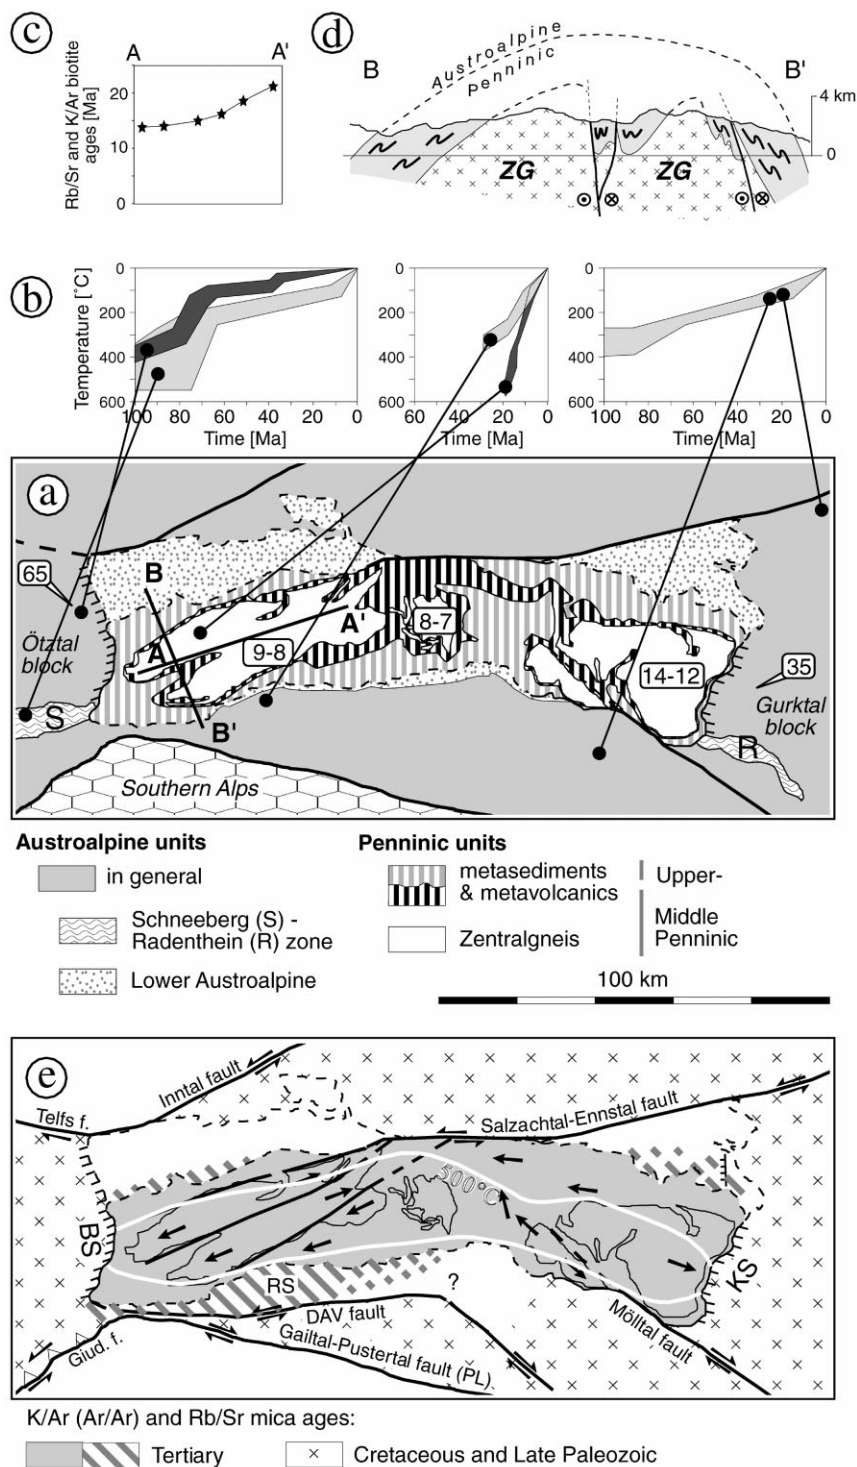 c
A
A'
Rb/Sr and K/Ar biotite
ages [Ma]
20
10
0
d
B
B'
Austroalpine
Penninic
4 km
0
ZG
ZG
b
Temperature [˚C]
0
200
400
600
100
80
60
40
20
0
Time [Ma]
0
200
400
600
60
40
20
0
Time [Ma]
0
200
400
600
100
80
60
40
20
0
Time [Ma]
a
65
B
Ötztal
block
A
A'
9-8
8-7
14-12
35
Gurktal
block
S
B'
R
Southern Alps
Austroalpine units
in general
Schneeberg (S) -
Radenthein (R) zone
Lower Austroalpine
Penninic units
metasediments
& metavolcanics
Zentralgneis
Upper-
Middle
Penninic
100 km
e
Inntal fault
Telfs f.
Salzachtal-Ennstal fault
500°C
BS
KS
RS
?
DAV fault
Giud. f.
Gailtal-Pustertal fault (PL)
Mölltal fault
K/Ar (Ar/Ar) and Rb/Sr mica ages:
Tertiary
Cretaceous and Late Paleozoic